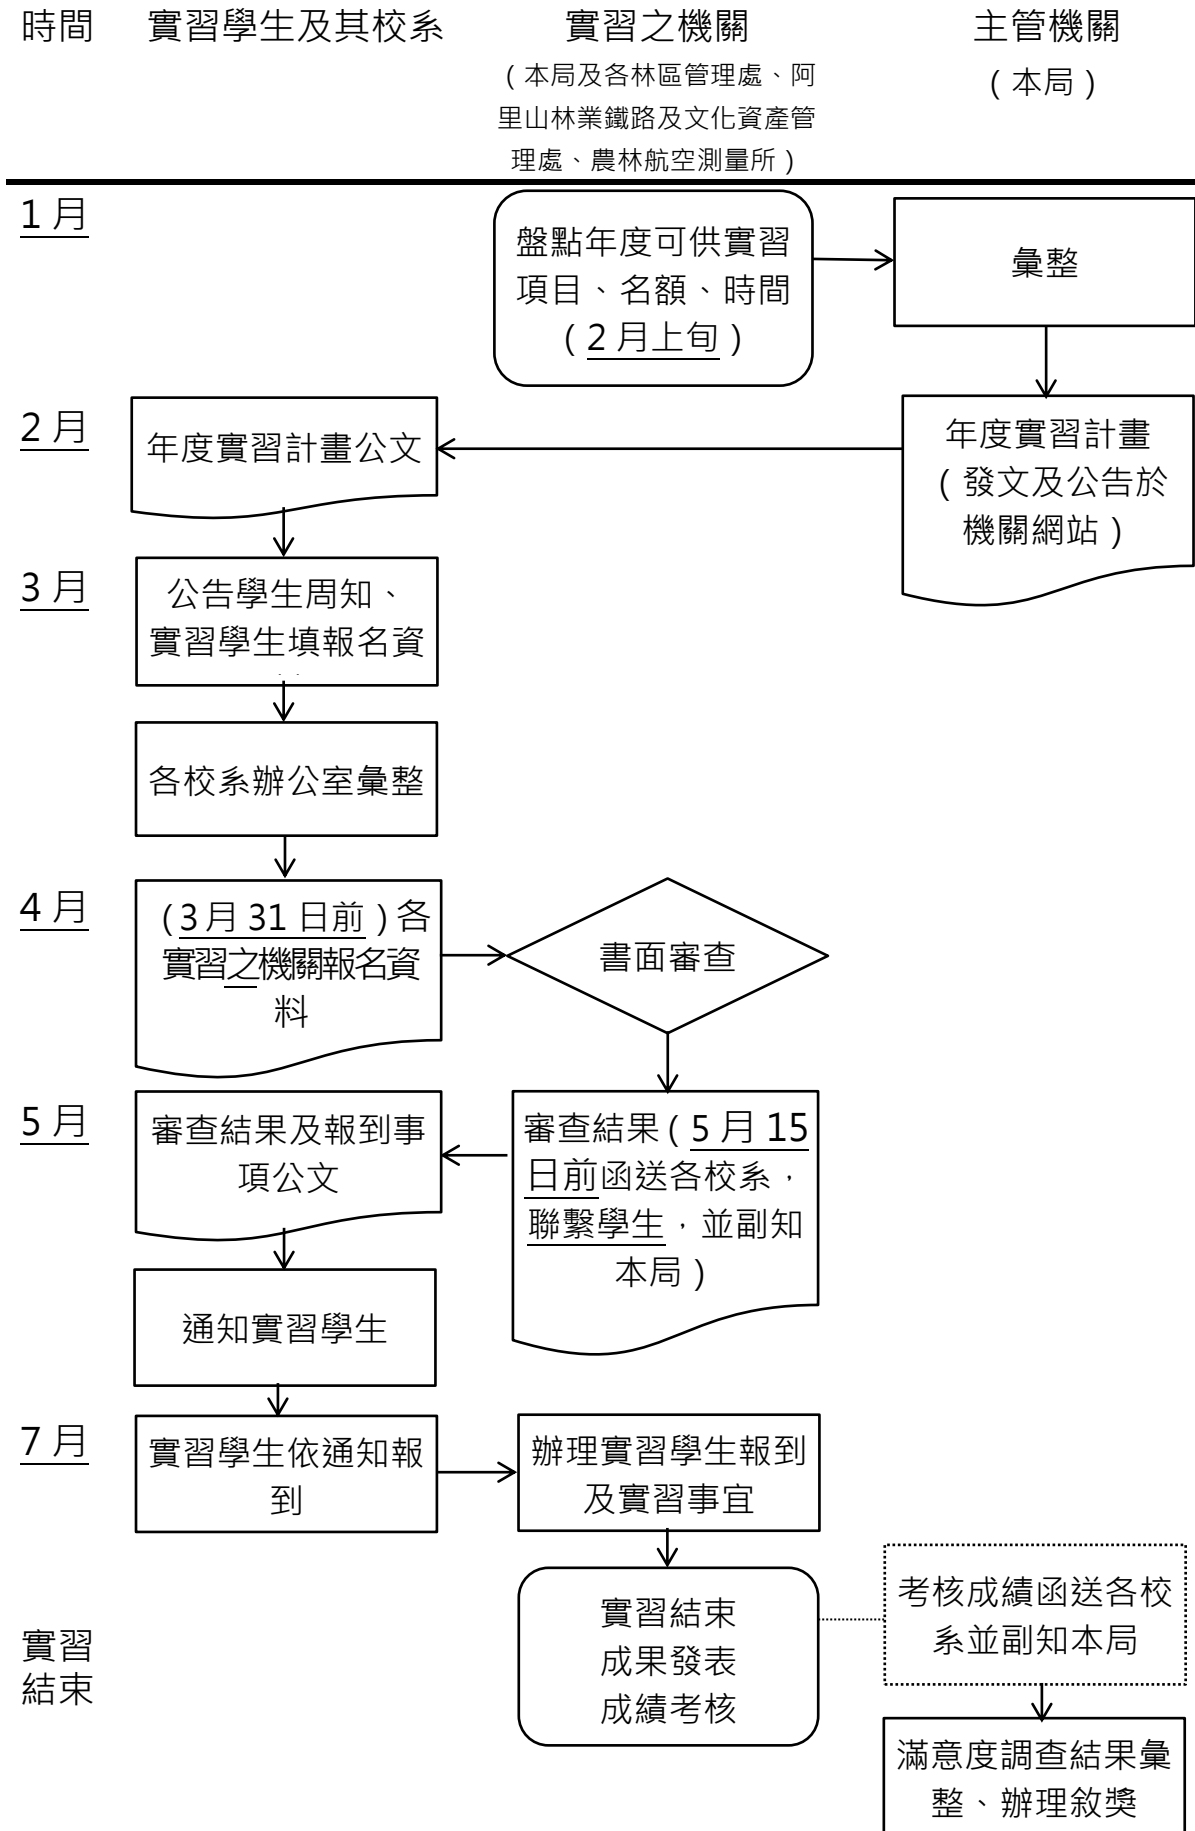 時間
實習學生及其校系
實習之機關
主管機關
(本局及各林區管理處、阿
里山林業鐵路及文化資產管
理處、農林航空測量所)
(本局)
1月
盤點年度可供實習
項目、名額、時間
(2月上旬)
彙整
2月
年度實習計畫公文
年度實習計畫
(發文及公告於
機關網站)
3月
公告學生周知、
實習學生填報名資
各校系辦公室彙整
4月
(3月31日前)各
實習之機關報名資
料
書面審查
5月
審查結果及報到事
項公文
審查結果(5月15
日前函送各校系,
聯繫學生,並副知
本局)
通知實習學生
7月
實習學生依通知報
到
辦理實習學生報到
及實習事宜
實習
結束
實習結束
成果發表
成績考核
考核成績函送各校
系並副知本局
滿意度調查結果彙
整、辦理敘獎